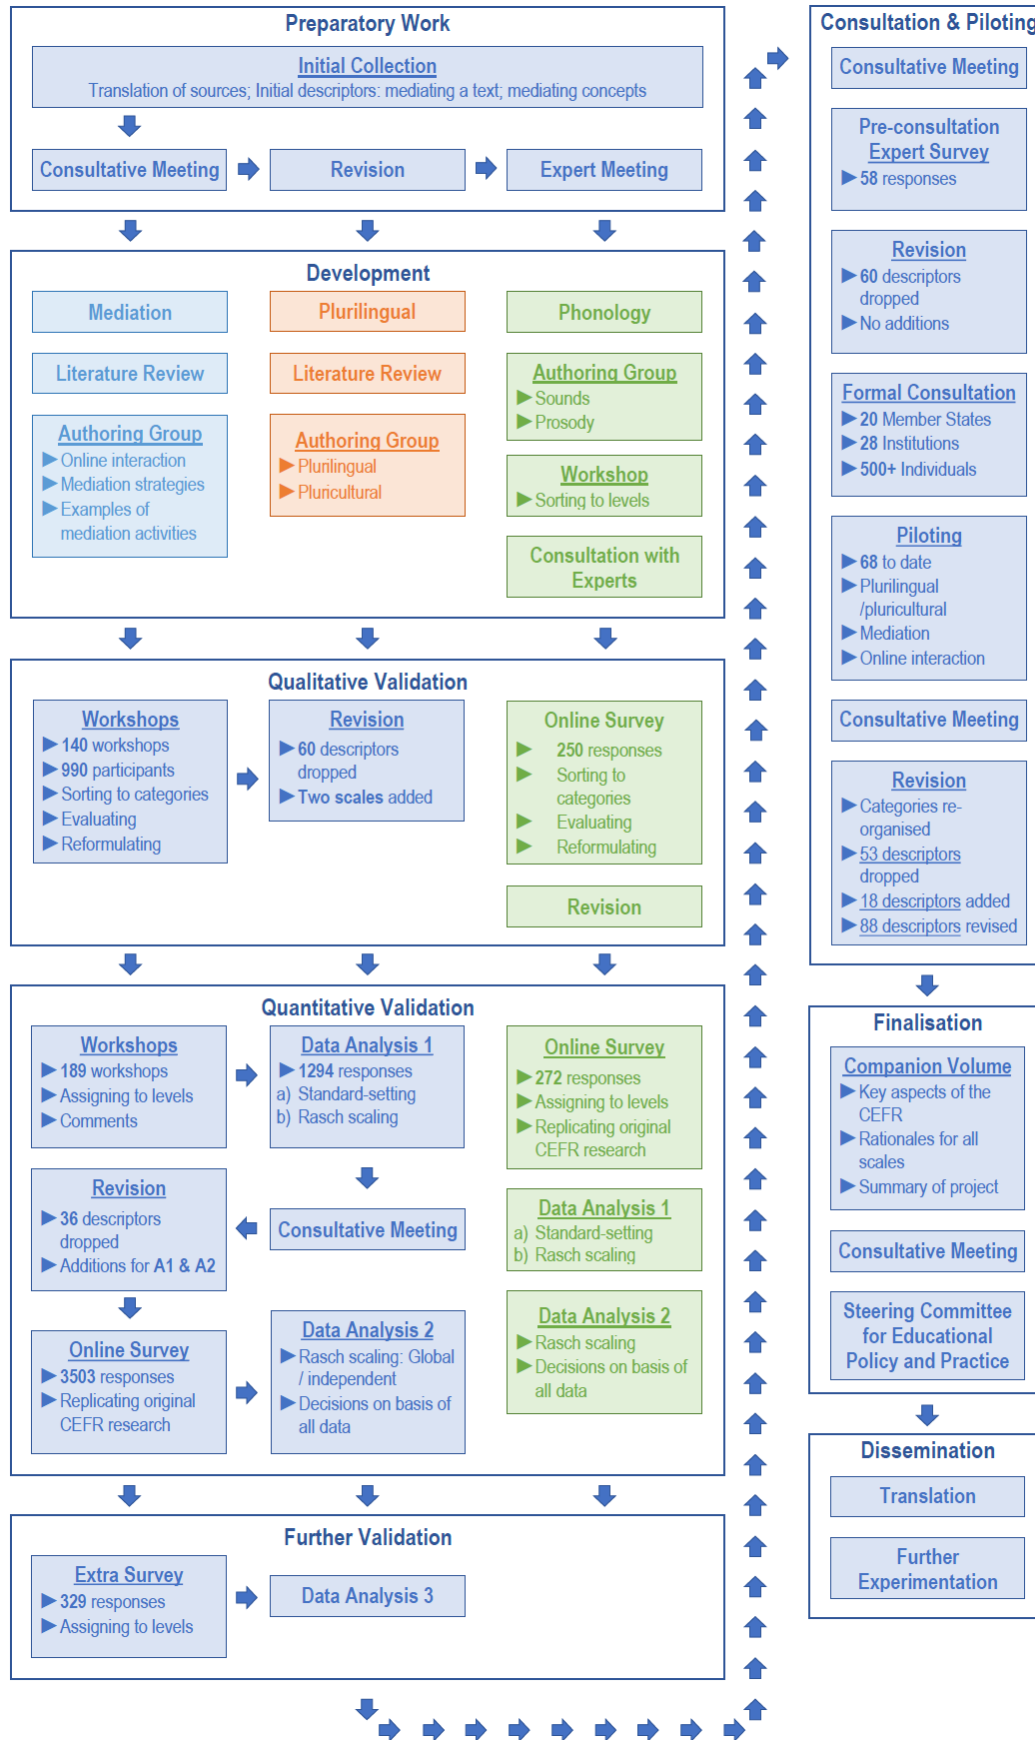 Preparatory Work
Initial Collection
Translation of sources; Initial descriptors: mediating a text; mediating concepts
Consultative Meeting
Revision
Expert Meeting
Development
Mediation
Literature Review
Authoring Group
▶ Online interaction
▶ Mediation strategies
▶ Examples of
mediation activities
Plurilingual
Literature Review
Authoring Group
▶ Plurilingual
▶ Pluricultural
Phonology
Authoring Group
▶ Sounds
▶ Prosody
Workshop
▶ Sorting to levels
Consultation with
Experts
Qualitative Validation
Workshops
▶ 140 workshops
▶ 990 participants
▶ Sorting to categories
▶ Evaluating
▶ Reformulating
Revision
▶ 60 descriptors
dropped
▶ Two scales added
Online Survey
▶ 250 responses
▶ Sorting to
categories
▶ Evaluating
▶ Reformulating
Revision
Quantitative Validation
Workshops
▶ 189 workshops
▶ Assigning to levels
▶ Comments
Data Analysis 1
▶ 1294 responses
a) Standard-setting
b) Rasch scaling
Revision
▶ 36 descriptors
dropped
▶ Additions for A1 & A2
Consultative Meeting
Online Survey
▶ 3503 responses
▶ Replicating original
CEFR research
Data Analysis 2
▶ Rasch scaling: Global
/ independent
▶ Decisions on basis of
all data
Online Survey
▶ 272 responses
▶ Assigning to levels
▶ Replicating original
CEFR research
Data Analysis 1
a) Standard-setting
b) Rasch scaling
Data Analysis 2
▶ Rasch scaling
▶ Decisions on basis of
all data
Further Validation
Extra Survey
▶ 329 responses
▶ Assigning to levels
Data Analysis 3
Consultation & Piloting
Consultative Meeting
Pre-consultation
Expert Survey
▶ 58 responses
Revision
▶ 60 descriptors
dropped
▶ No additions
Formal Consultation
▶ 20 Member States
▶ 28 Institutions
▶ 500+ Individuals
Piloting
▶ 68 to date
▶ Plurilingual
/pluricultural
▶ Mediation
▶ Online interaction
Consultative Meeting
Revision
▶ Categories re-
organised
▶ 53 descriptors
dropped
▶ 18 descriptors added
▶ 88 descriptors revised
Finalisation
Companion Volume
▶ Key aspects of the
CEFR
▶ Rationales for all
scales
▶ Summary of project
Consultative Meeting
Steering Committee
for Educational
Policy and Practice
Dissemination
Translation
Further
Experimentation